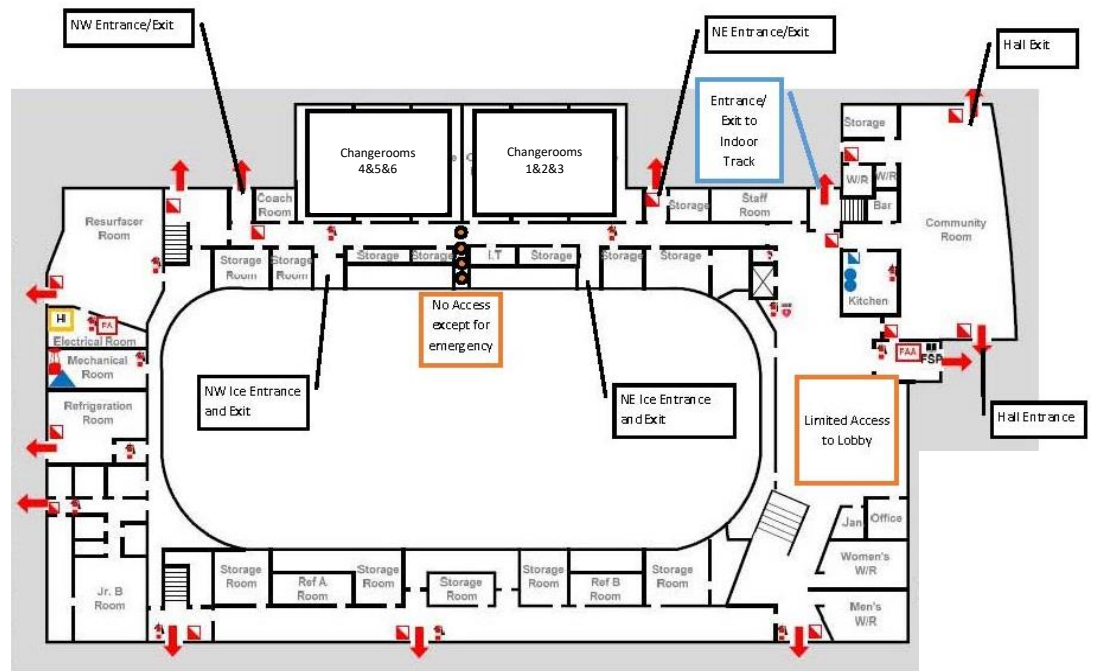 NW Entrance/Exit
NE Entrance/Exit
Hall Exit
Entrance/
Exit to
Indoor
Track
Storage
Changerooms
4&5&6
Changerooms
1&2&3
W/R
W/R
Coach
Room
Storage
Staff
Room
Bar
Resurfacer
Room
Community
Room
Storage
Room
Storage
Room
Storage
Storage
I.T
Storage
Storage
Storage
Kitchen
No Access
except for
emergency
HI
FA
Electrical Room
Mechanical
Room
FAA
FSP
NW Ice Entrance
and Exit
NE Ice Entrance
and Exit
Refrigeration
Room
Limited Access
to Lobby
Hall Entrance
Jan
Office
Women's
W/R
Storage
Room
Ref A
Room
Storage
Room
Storage
Room
Storage
Room
Ref B
Room
Storage
Room
Jr. B
Room
Men's
W/R